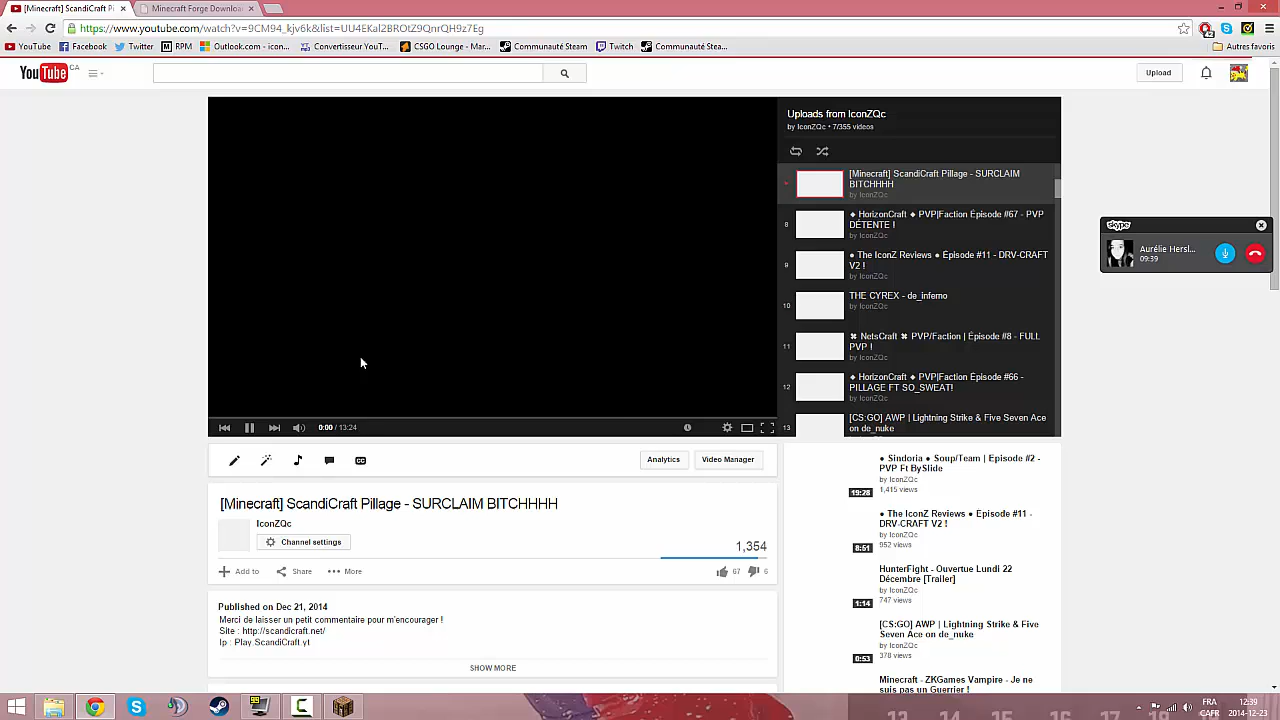 [Minecraft] ScandiCraft Pi
Minecraft Forge Download
https://www.youtube.com/watch?v=9CM94_kjv6k&list=UU4EKal2BROtZ9QnrQH9z7Eg
YouTube
Facebook
Twitter
RPM
Outlook.com - icon...
Convertisseur YouT...
CSGO Lounge - Mar...
Communauté Steam
Twitch
Communauté Stea...
Autres favoris
YouTube CA
Upload
Uploads from IconZQc
by IconZQc • 7/355 videos
[Minecraft] ScandiCraft Pillage - SURCLAIM
BITCHHHH
by IconZQc
8
♦ HorizonCraft ♦ PVP|Faction Épisode #67 - PVP
DÉTENTE !
by IconZQc
9
● The IconZ Reviews ● Épisode #11 - DRV-CRAFT
V2 !
by IconZQc
10
THE CYREX - de_inferno
by IconZQc
11
✖ NetsCraft ✖ PVP/Faction | Épisode #8 - FULL
PVP !
by IconZQc
12
♦ HorizonCraft ♦ PVP|Faction Épisode #66 -
PILLAGE FT SO_SWEAT!
by IconZQc
13
[CS:GO] AWP | Lightning Strike & Five Seven Ace
on de_nuke
skype
Aurélie Hersl...
09:39
0:00 / 13:24
Analytics
Video Manager
[Minecraft] ScandiCraft Pillage - SURCLAIM BITCHHHH
IconZQc
Channel settings
1,354
Add to
Share
More
67
6
Published on Dec 21, 2014
Merci de laisser un petit commentaire pour m'encourager !
Site : http://scandicraft.net/
Ip : Play.ScandiCraft.yt
SHOW MORE
● Sindoria ● Soup/Team | Episode #2 -
PVP Ft BySlide
by IconZQc
1,415 views
19:28
● The IconZ Reviews ● Épisode #11 -
DRV-CRAFT V2 !
by IconZQc
952 views
8:51
HunterFight - Ouvertue Lundi 22
Décembre [Trailer]
by IconZQc
747 views
1:14
[CS:GO] AWP | Lightning Strike & Five
Seven Ace on de_nuke
by IconZQc
378 views
0:53
Minecraft - ZKGames Vampire - Je ne
suis pas un Guerrier !
FRA
CAFR
12:39
2014-12-23